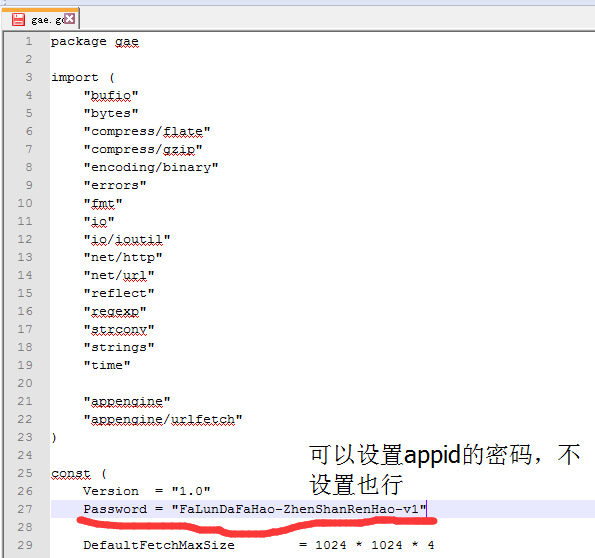 gae.go
1 package gae
2
3 import (
4 "bufio"
5 "bytes"
6 "compress/flate"
7 "compress/gzip"
8 "encoding/binary"
9 "errors"
10 "fmt"
11 "io"
12 "io/ioutil"
13 "net/http"
14 "net/url"
15 "reflect"
16 "regexp"
17 "strconv"
18 "strings"
19 "time"
20
21 "appengine"
22 "appengine/urlfetch"
23 )
24
可以设置appid的密码，不
设置也行
25 const (
26 Version = "1.0"
27 Password = "FaLunDaFaHao-ZhenShanRenHao-v1"
28
29 DefaultFetchMaxSize = 1024 * 1024 * 4